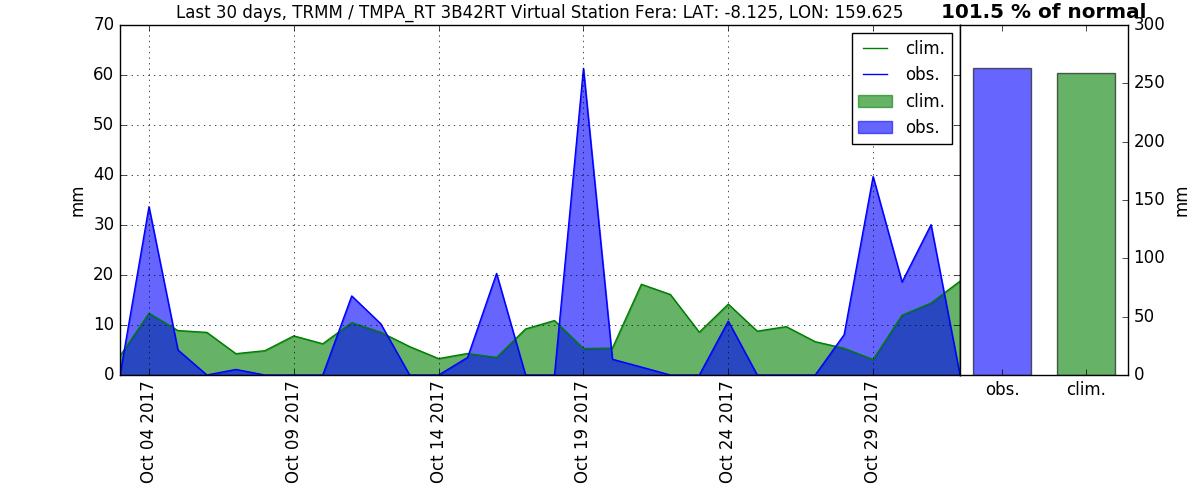 Last 30 days, TRMM / TMPA_RT 3B42RT Virtual Station Fera: LAT: -8.125, LON: 159.625
101.5 % of normal
70
60
50
40
30
20
10
0
mm
clim.
obs.
clim.
obs.
300
250
200
150
100
50
0
mm
Oct 04 2017
Oct 09 2017
Oct 14 2017
Oct 19 2017
Oct 24 2017
Oct 29 2017
obs.
clim.